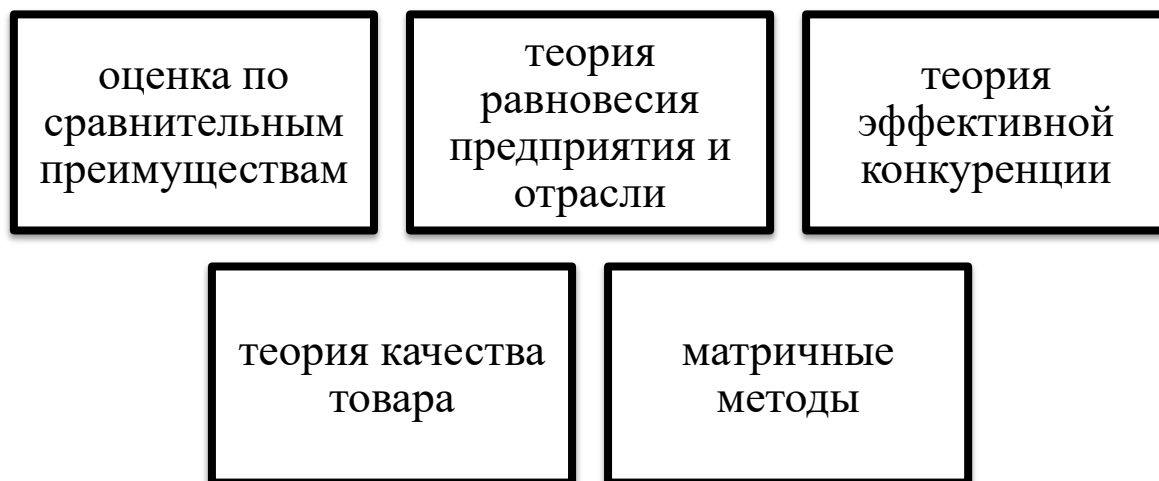 оценка по
сравнительным
преимуществам
теория
равновесия
предприятия и
отрасли
теория
эффективной
конкуренции
теория качества
товара
матричные
методы